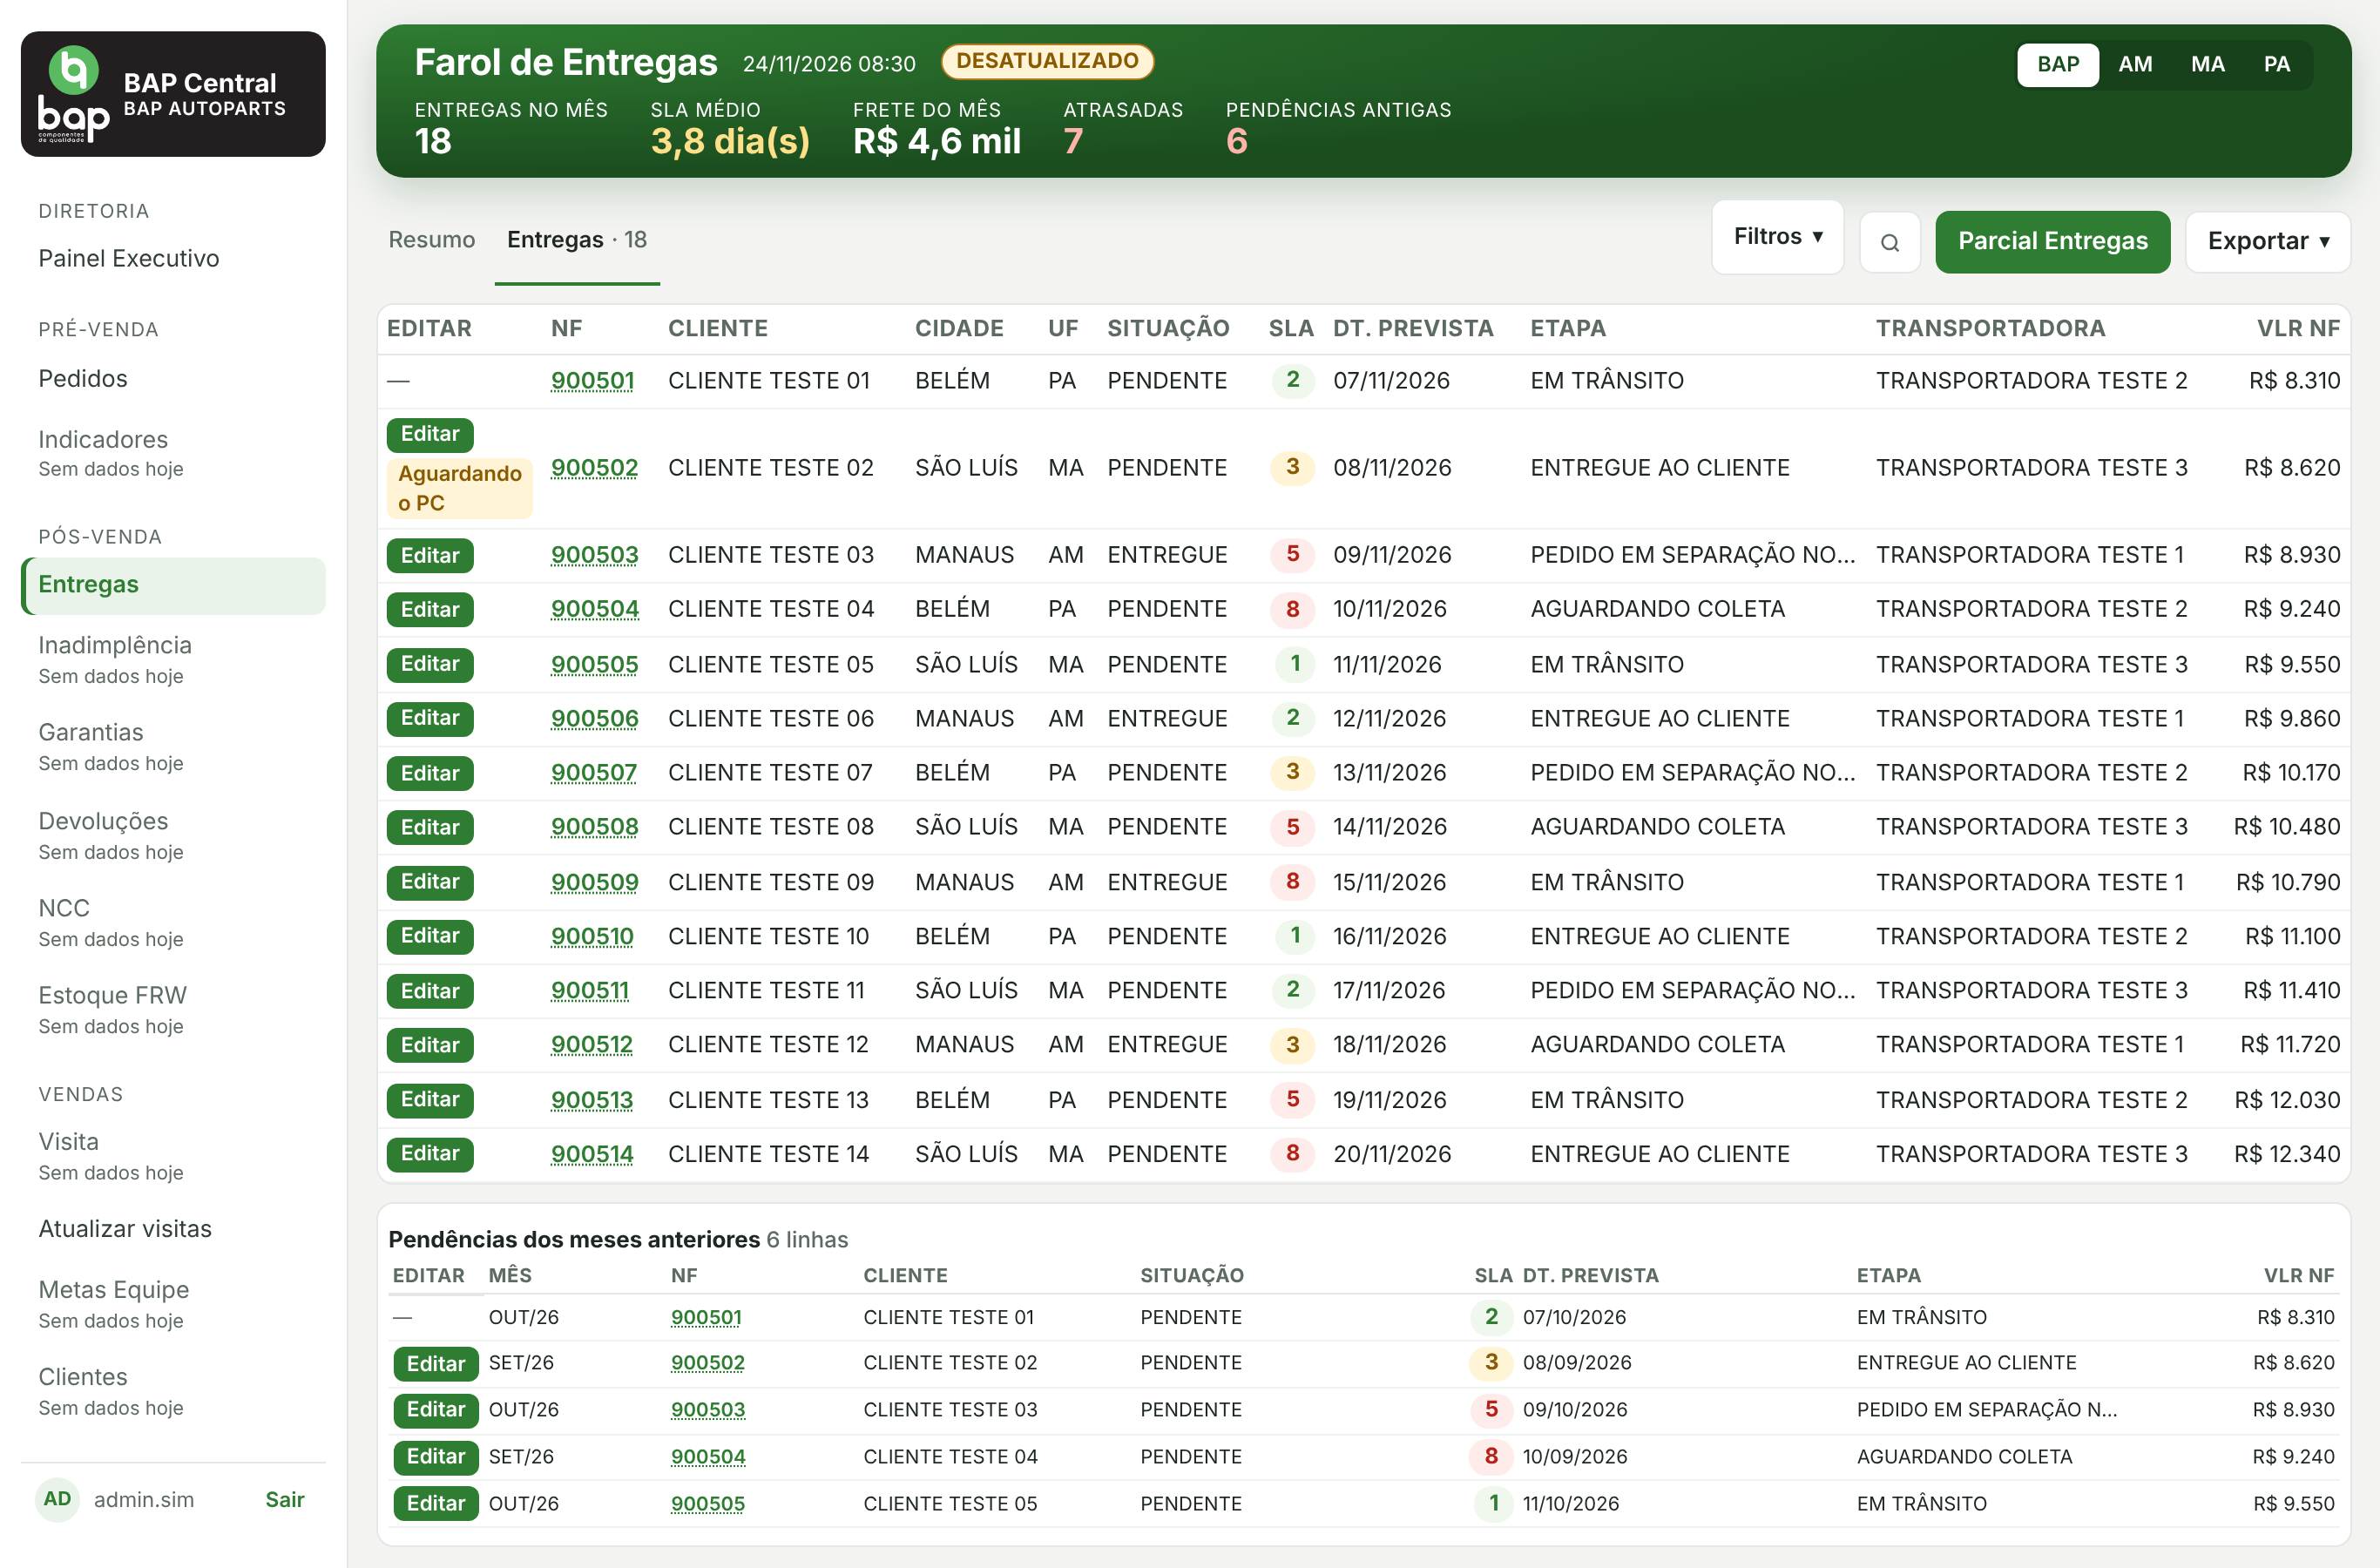 bap
componentes
de qualidade
BAP Central
BAP AUTOPARTS
DIRETORIA
Painel Executivo
PRÉ-VENDA
Pedidos
Indicadores
Sem dados hoje
PÓS-VENDA
Entregas
Inadimplência
Sem dados hoje
Garantias
Sem dados hoje
Devoluções
Sem dados hoje
NCC
Sem dados hoje
Estoque FRW
Sem dados hoje
VENDAS
Visita
Sem dados hoje
Atualizar visitas
Metas Equipe
Sem dados hoje
Clientes
Sem dados hoje
AD admin.sim Sair
Farol de Entregas 24/11/2026 08:30 DESATUALIZADO BAP AM MA PA
ENTREGAS NO MÊS SLA MÉDIO FRETE DO MÊS ATRASADAS PENDÊNCIAS ANTIGAS
18 3,8 dia(s) R$ 4,6 mil 7 6
Resumo Entregas · 18 Filtros ▾ Parcial Entregas Exportar ▾
EDITAR NF CLIENTE CIDADE UF SITUAÇÃO SLA DT. PREVISTA ETAPA TRANSPORTADORA VLR NF
— 900501 CLIENTE TESTE 01 BELÉM PA PENDENTE 2 07/11/2026 EM TRÂNSITO TRANSPORTADORA TESTE 2 R$ 8.310
Editar Aguardando o PC 900502 CLIENTE TESTE 02 SÃO LUÍS MA PENDENTE 3 08/11/2026 ENTREGUE AO CLIENTE TRANSPORTADORA TESTE 3 R$ 8.620
Editar 900503 CLIENTE TESTE 03 MANAUS AM ENTREGUE 5 09/11/2026 PEDIDO EM SEPARAÇÃO NO... TRANSPORTADORA TESTE 1 R$ 8.930
Editar 900504 CLIENTE TESTE 04 BELÉM PA PENDENTE 8 10/11/2026 AGUARDANDO COLETA TRANSPORTADORA TESTE 2 R$ 9.240
Editar 900505 CLIENTE TESTE 05 SÃO LUÍS MA PENDENTE 1 11/11/2026 EM TRÂNSITO TRANSPORTADORA TESTE 3 R$ 9.550
Editar 900506 CLIENTE TESTE 06 MANAUS AM ENTREGUE 2 12/11/2026 ENTREGUE AO CLIENTE TRANSPORTADORA TESTE 1 R$ 9.860
Editar 900507 CLIENTE TESTE 07 BELÉM PA PENDENTE 3 13/11/2026 PEDIDO EM SEPARAÇÃO NO... TRANSPORTADORA TESTE 2 R$ 10.170
Editar 900508 CLIENTE TESTE 08 SÃO LUÍS MA PENDENTE 5 14/11/2026 AGUARDANDO COLETA TRANSPORTADORA TESTE 3 R$ 10.480
Editar 900509 CLIENTE TESTE 09 MANAUS AM ENTREGUE 8 15/11/2026 EM TRÂNSITO TRANSPORTADORA TESTE 1 R$ 10.790
Editar 900510 CLIENTE TESTE 10 BELÉM PA PENDENTE 1 16/11/2026 ENTREGUE AO CLIENTE TRANSPORTADORA TESTE 2 R$ 11.100
Editar 900511 CLIENTE TESTE 11 SÃO LUÍS MA PENDENTE 2 17/11/2026 PEDIDO EM SEPARAÇÃO NO... TRANSPORTADORA TESTE 3 R$ 11.410
Editar 900512 CLIENTE TESTE 12 MANAUS AM ENTREGUE 3 18/11/2026 AGUARDANDO COLETA TRANSPORTADORA TESTE 1 R$ 11.720
Editar 900513 CLIENTE TESTE 13 BELÉM PA PENDENTE 5 19/11/2026 EM TRÂNSITO TRANSPORTADORA TESTE 2 R$ 12.030
Editar 900514 CLIENTE TESTE 14 SÃO LUÍS MA PENDENTE 8 20/11/2026 ENTREGUE AO CLIENTE TRANSPORTADORA TESTE 3 R$ 12.340
Pendências dos meses anteriores 6 linhas
EDITAR MÊS NF CLIENTE SITUAÇÃO SLA DT. PREVISTA ETAPA VLR NF
— OUT/26 900501 CLIENTE TESTE 01 PENDENTE 2 07/10/2026 EM TRÂNSITO R$ 8.310
Editar SET/26 900502 CLIENTE TESTE 02 PENDENTE 3 08/09/2026 ENTREGUE AO CLIENTE R$ 8.620
Editar OUT/26 900503 CLIENTE TESTE 03 PENDENTE 5 09/10/2026 PEDIDO EM SEPARAÇÃO N... R$ 8.930
Editar SET/26 900504 CLIENTE TESTE 04 PENDENTE 8 10/09/2026 AGUARDANDO COLETA R$ 9.240
Editar OUT/26 900505 CLIENTE TESTE 05 PENDENTE 1 11/10/2026 EM TRÂNSITO R$ 9.550